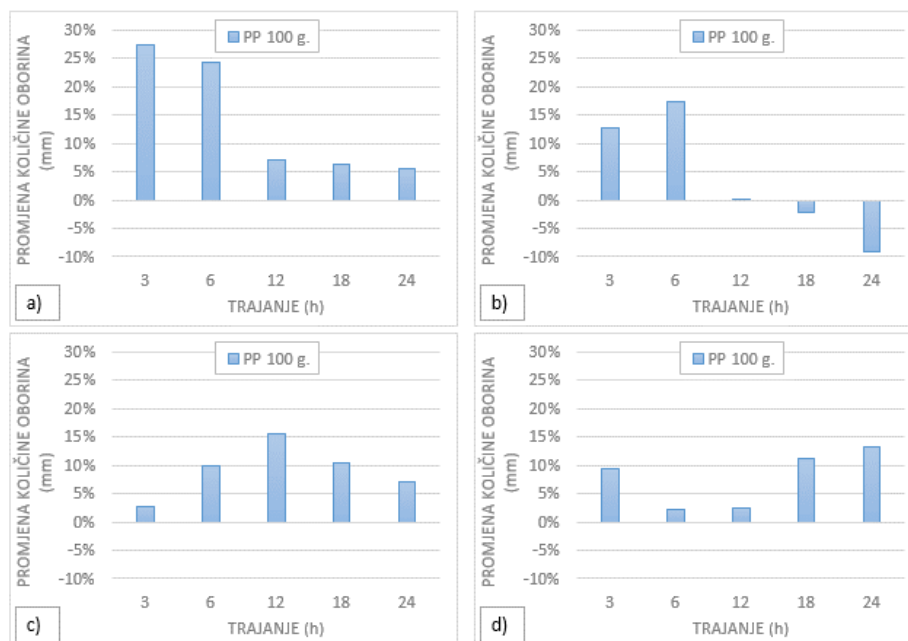 PP 100 g.
PROMJENA KOLIČINE OBORINA
(mm)
30%
25%
20%
15%
10%
5%
0%
-5%
-10%
3 6 12 18 24
TRAJANJE (h)
a)
PP 100 g.
PROMJENA KOLIČINE OBORINA
(mm)
30%
25%
20%
15%
10%
5%
0%
-5%
-10%
3 6 12 18 24
TRAJANJE (h)
b)
PP 100 g.
PROMJENA KOLIČINE OBORINA
(mm)
30%
25%
20%
15%
10%
5%
0%
-5%
-10%
3 6 12 18 24
TRAJANJE (h)
c)
PP 100 g.
PROMJENA KOLIČINE OBORINA
(mm)
30%
25%
20%
15%
10%
5%
0%
-5%
-10%
3 6 12 18 24
TRAJANJE (h)
d)